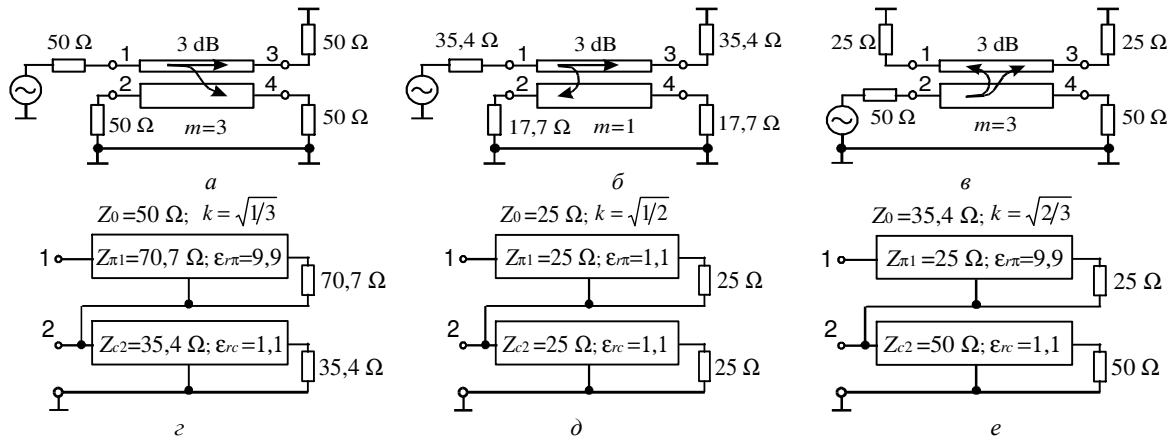 50 Ω 1 3 dB 3 50 Ω
2 4
50 Ω m=3 50 Ω
а
35,4 Ω 1 3 dB 3 35,4 Ω
2 4
17,7 Ω m=1 17,7 Ω
б
25 Ω 1 3 dB 3 25 Ω
2 4
50 Ω m=3 50 Ω
в
Z0 =50 Ω; k = √1/3
1 Zπ1=70,7 Ω; εrπ=9,9
70,7 Ω
2 Zc2=35,4 Ω; εrc=1,1
35,4 Ω
г
Z0 =25 Ω; k = √1/2
1 Zπ1=25 Ω; εrπ=1,1
25 Ω
2 Zc2=25 Ω; εrc=1,1
25 Ω
д
Z0 =35,4 Ω; k = √2/3
1 Zπ1=25 Ω; εrπ=9,9
25 Ω
2 Zc2=50 Ω; εrc=1,1
50 Ω
е